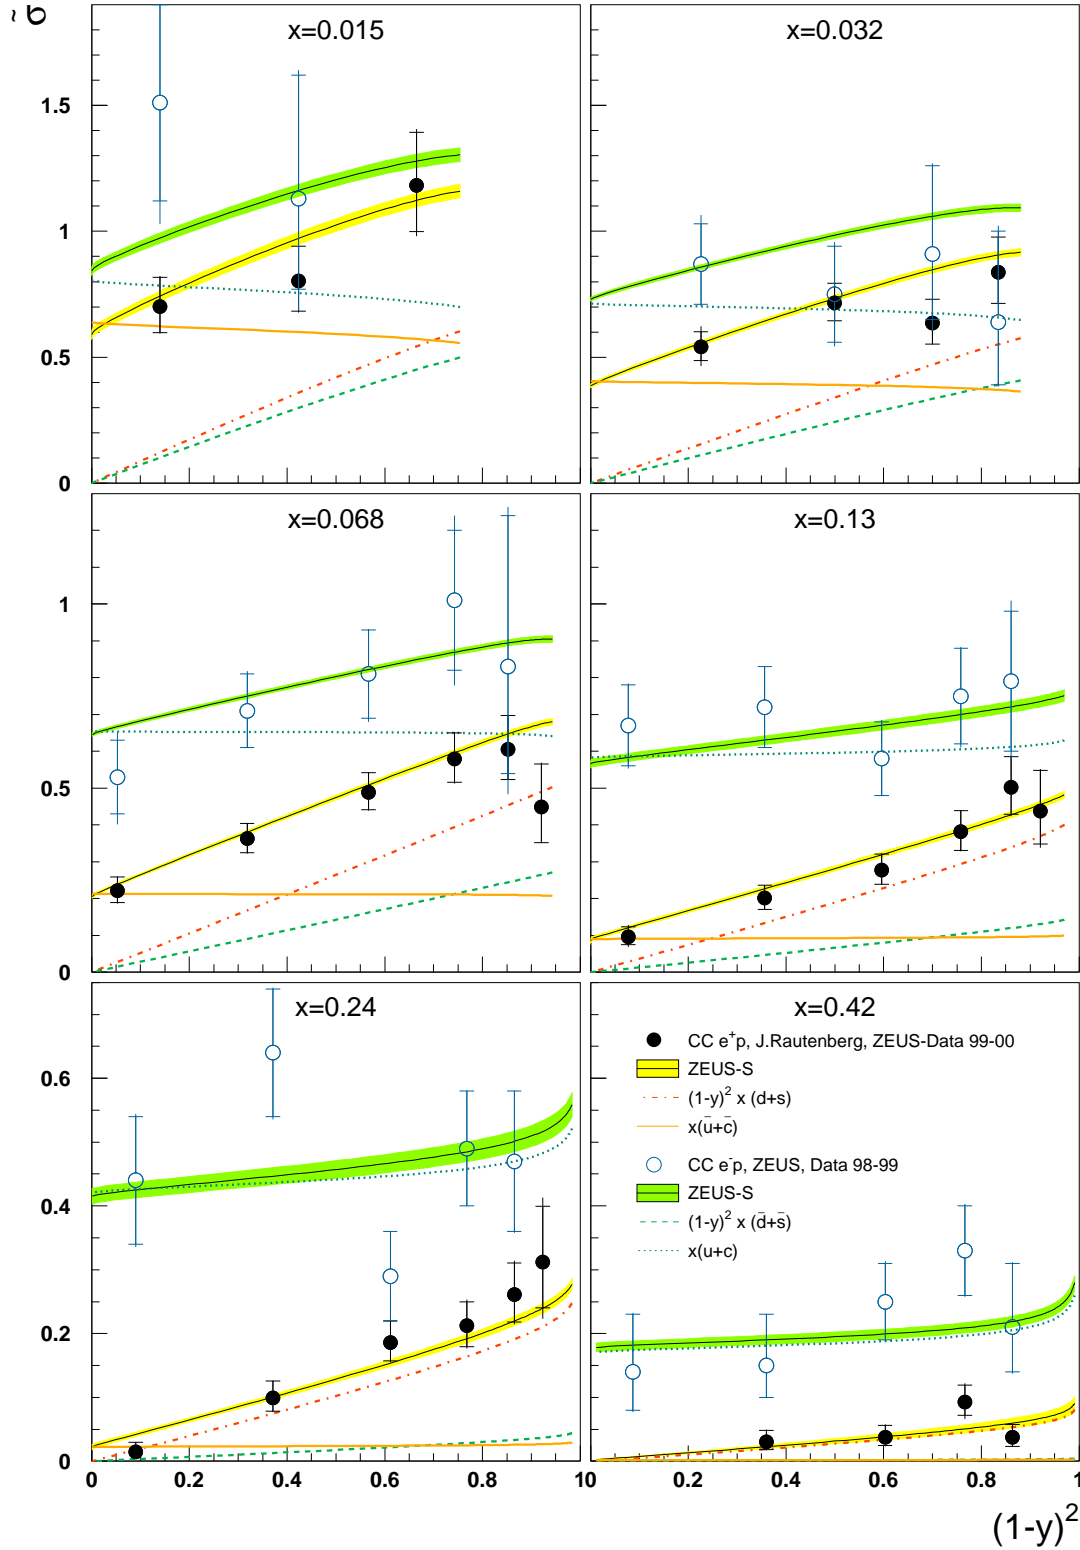 σ̃
x=0.015
x=0.032
1.5
1
0.5
0
x=0.068
x=0.13
1
0.5
0
x=0.24
x=0.42
CC e⁺p, J.Rautenberg, ZEUS-Data 99-00
ZEUS-S
(1-y)² x (d+s)
x(ū+c̄)
CC e⁻p, ZEUS, Data 98-99
ZEUS-S
(1-y)² x (d̄+s̄)
x(u+c)
0.6
0.4
0.2
0
0 0.2 0.4 0.6 0.8 1 0 0.2 0.4 0.6 0.8 1
(1-y)²